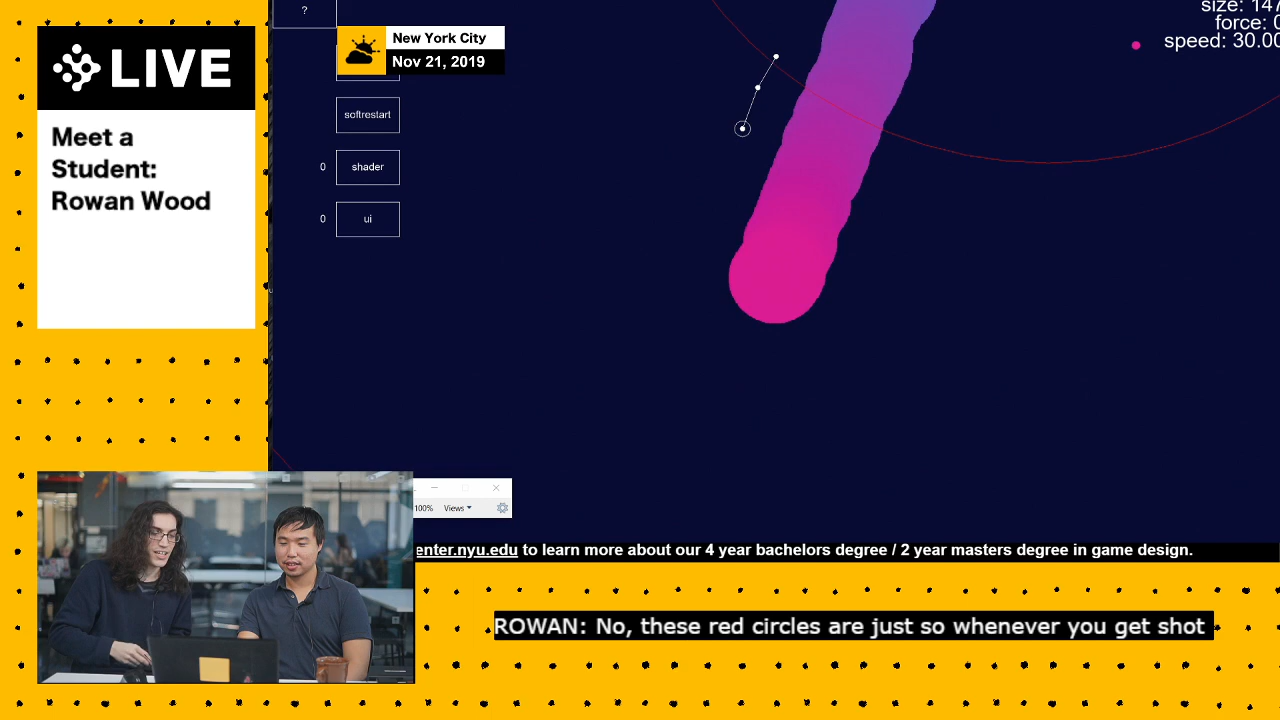 LIVE
Meet a
Student:
Rowan Wood
?
New York City
Nov 21, 2019
softrestart
0 shader
0 ui
size: 147
force: 0
speed: 30.00
100% Views
enter.nyu.edu to learn more about our 4 year bachelors degree / 2 year masters degree in game design.
ROWAN: No, these red circles are just so whenever you get shot